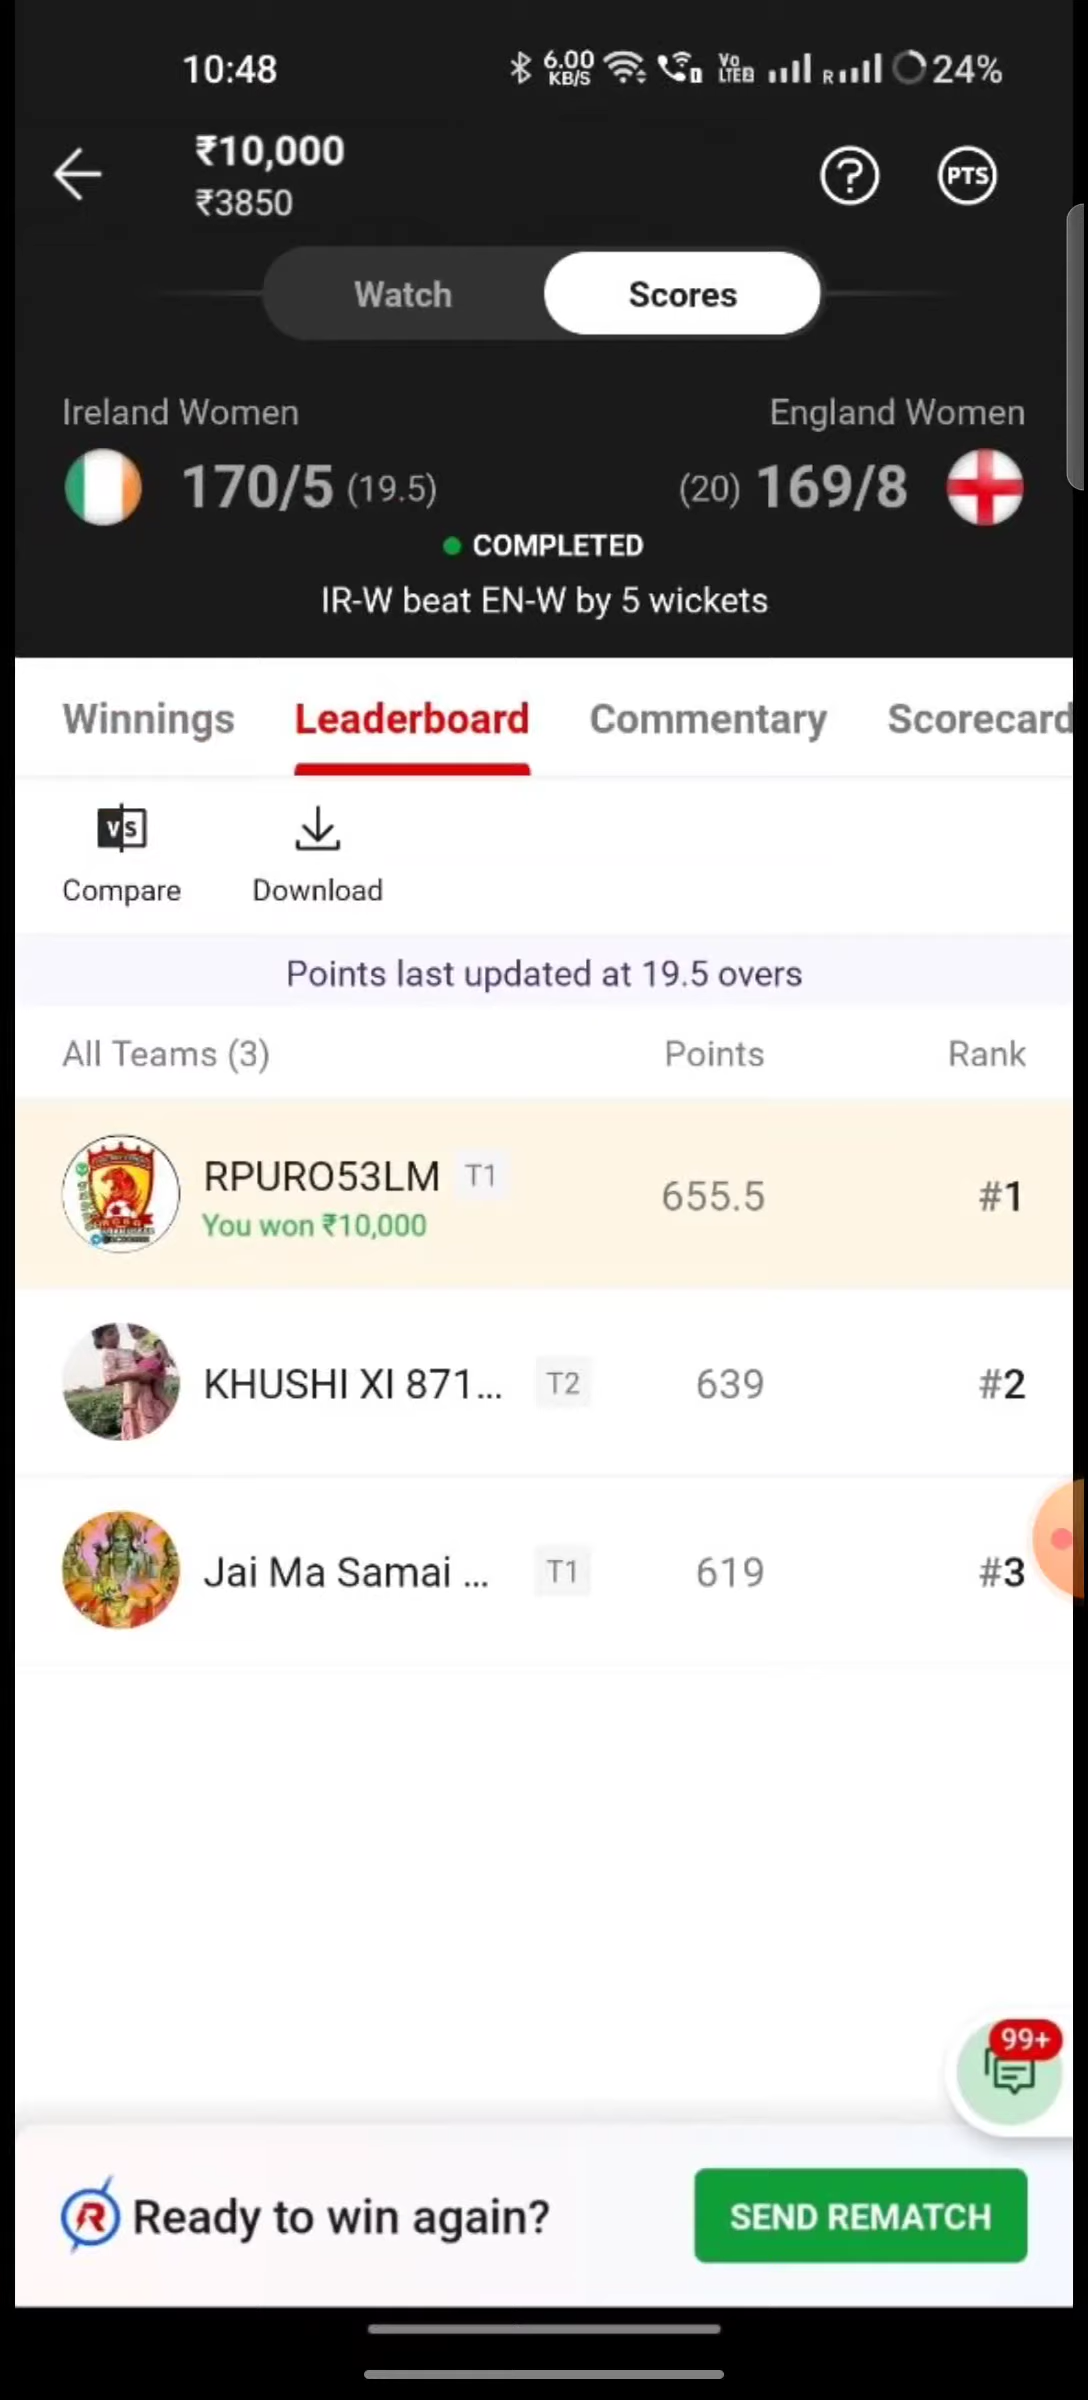 10:48 6.00 KB/S Vo LTE2 R 24%
₹10,000
₹3850
? PTS
Watch Scores
Ireland Women England Women
170/5 (19.5) (20) 169/8
COMPLETED
IR-W beat EN-W by 5 wickets
Winnings Leaderboard Commentary Scorecard
VS
Compare Download
Points last updated at 19.5 overs
All Teams (3) Points Rank
RPURO53LM T1 655.5 #1
You won ₹10,000
KHUSHI XI 871... T2 639 #2
Jai Ma Samai ... T1 619 #3
99+
R Ready to win again? SEND REMATCH